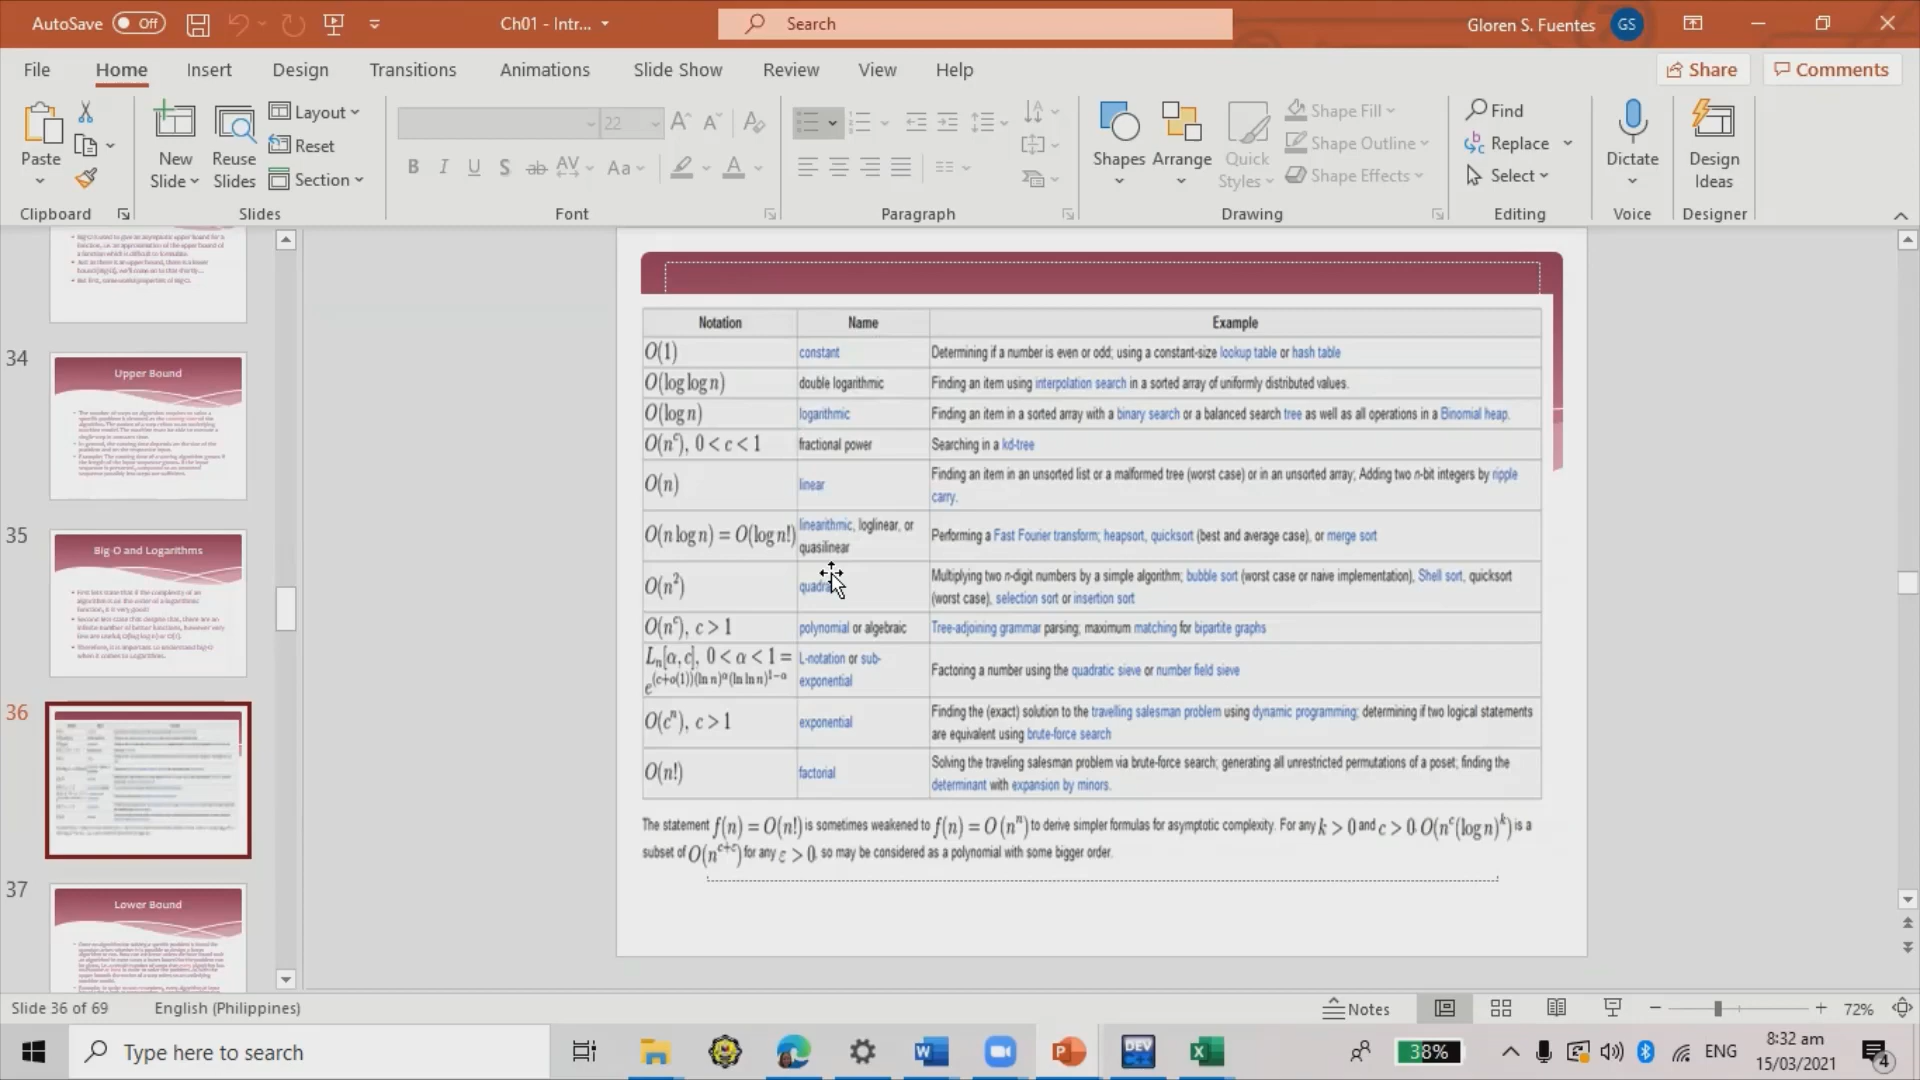 AutoSave Off Ch01 - Intr... Search Gloren S. Fuentes GS
File Home Insert Design Transitions Animations Slide Show Review View Help Share Comments
Paste
New Slide
Reuse Slides
Layout
Reset
Section
22
Shapes
Arrange
Quick Styles
Shape Fill
Shape Outline
Shape Effects
Find
Replace
Select
Dictate
Design Ideas
Clipboard Slides Font Paragraph Drawing Editing Voice Designer
34
Upper Bound
35
Big-O and Logarithms
36
37
Lower Bound
Notation Name Example
O(1) constant Determining if a number is even or odd; using a constant-size lookup table or hash table
O(log log n) double logarithmic Finding an item using interpolation search in a sorted array of uniformly distributed values.
O(log n) logarithmic Finding an item in a sorted array with a binary search or a balanced search tree as well as all operations in a Binomial heap.
O(n^c), 0 < c < 1 fractional power Searching in a kd-tree
O(n) linear Finding an item in an unsorted list or a malformed tree (worst case) or in an unsorted array; Adding two n-bit integers by ripple
carry.
O(n log n) = O(log n!) linearithmic, loglinear, or
quasilinear Performing a Fast Fourier transform; heapsort, quicksort (best and average case), or merge sort
O(n²) Multiplying two n-digit numbers by a simple algorithm; bubble sort (worst case or naive implementation), Shell sort, quicksort
(worst case), selection sort or insertion sort
O(n^c), c > 1 polynomial or algebraic Tree-adjoining grammar parsing; maximum matching for bipartite graphs
L_n[α, c], 0 < α < 1 = L-notation or sub-
e^(c+o(1))(ln n)^α(ln ln n)^1-α exponential Factoring a number using the quadratic sieve or number field sieve
O(c^n), c > 1 exponential Finding the (exact) solution to the travelling salesman problem using dynamic programming; determining if two logical statements
are equivalent using brute-force search
O(n!) factorial Solving the traveling salesman problem via brute-force search; generating all unrestricted permutations of a poset; finding the
determinant with expansion by minors.
The statement f(n) = O(n!) is sometimes weakened to f(n) = O(n^n) to derive simpler formulas for asymptotic complexity. For any k > 0 and c > 0, O(n^c(log n)^k) is a
subset of O(n^c+ε) for any ε > 0, so may be considered as a polynomial with some bigger order.
Slide 36 of 69 English (Philippines) Notes 72%
Type here to search DEV 38% ENG 8:32 am
15/03/2021 4